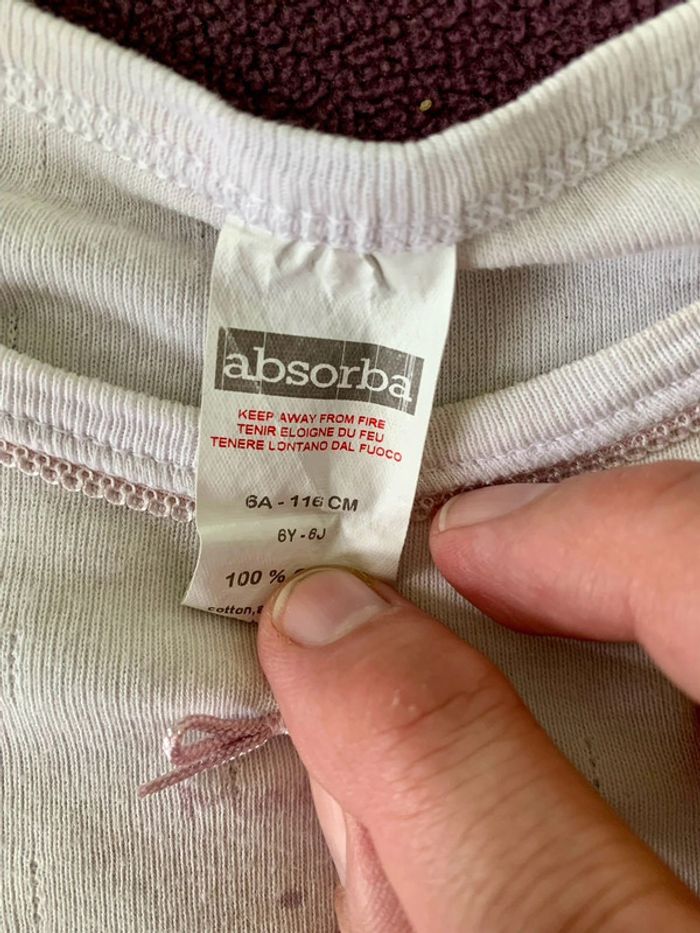 absorba
KEEP AWAY FROM FIRE
TENIR ELOIGNE DU FEU
TENERE LONTANO DAL FUOCO
6A - 116 CM
6Y - 6J
100 %
cotton,